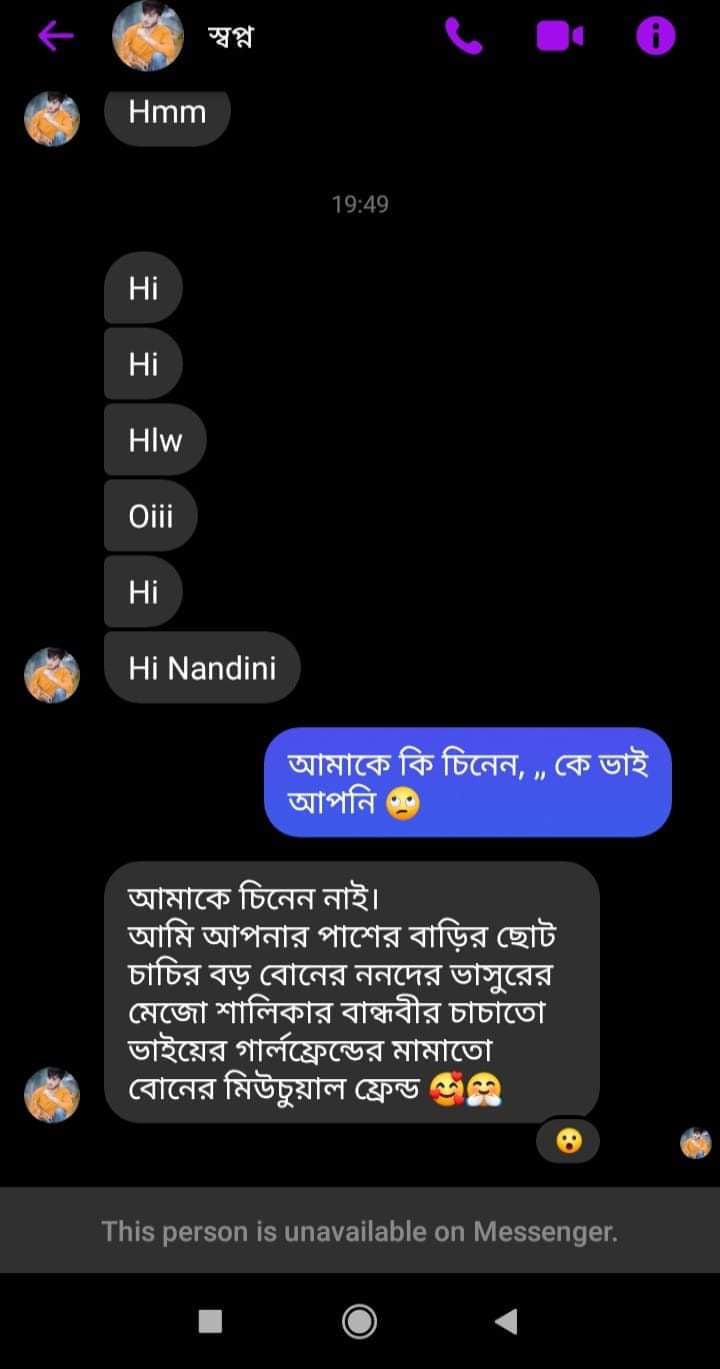 স্বপ্ন
Hmm
19:49
Hi
Hi
Hlw
Oiii
Hi
Hi Nandini
আমাকে কি চিনেন, ,, কে ভাই
আপনি 🙄
আমাকে চিনেন নাই।
আমি আপনার পাশের বাড়ির ছোট
চাচির বড় বোনের ননদের ভাসুরের
মেজো শালিকার বান্ধবীর চাচাতো
ভাইয়ের গার্লফ্রেন্ডের মামাতো
বোনের মিউচুয়াল ফ্রেন্ড 🥰🤗
😮
This person is unavailable on Messenger.